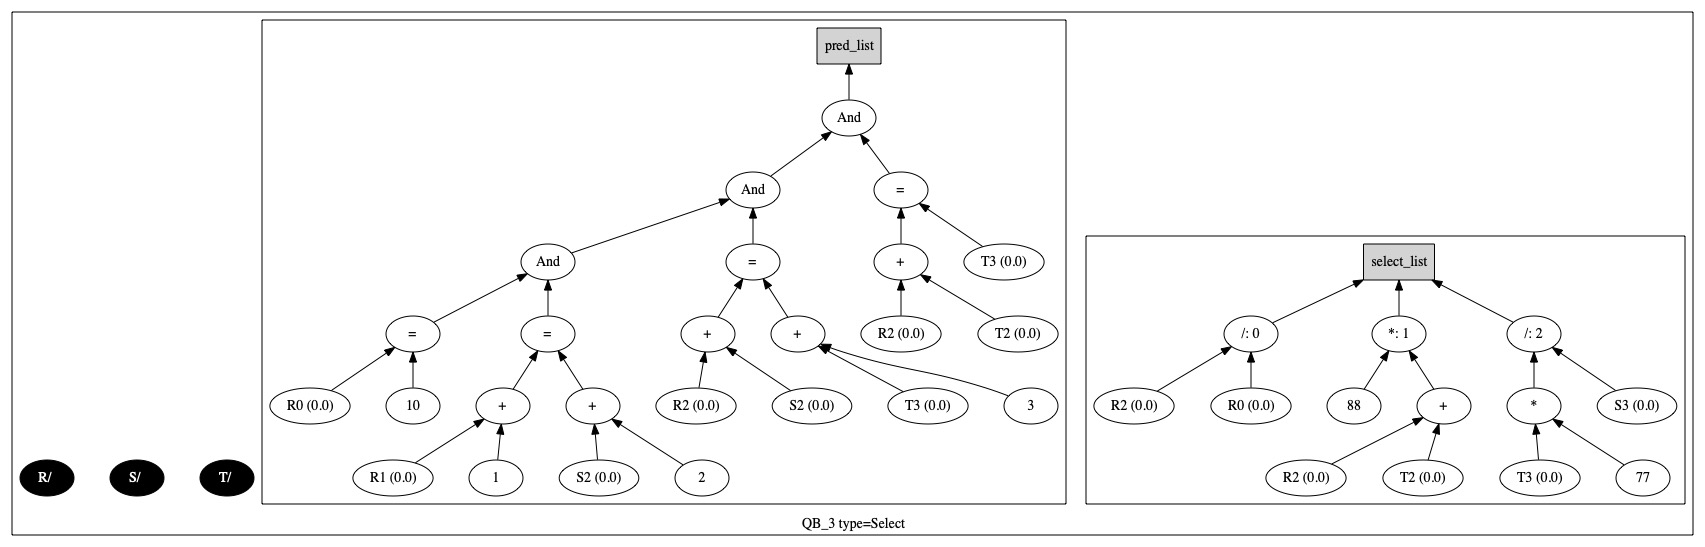 pred_list
And
And =
And = + T3 (0.0) select_list
= = + + R2 (0.0) T2 (0.0) /: 0 *: 1 /: 2
R0 (0.0) 10 + + R2 (0.0) S2 (0.0) T3 (0.0) 3 R2 (0.0) R0 (0.0) 88 + * S3 (0.0)
R/ S/ T/ R1 (0.0) 1 S2 (0.0) 2 R2 (0.0) T2 (0.0) T3 (0.0) 77
QB_3 type=Select